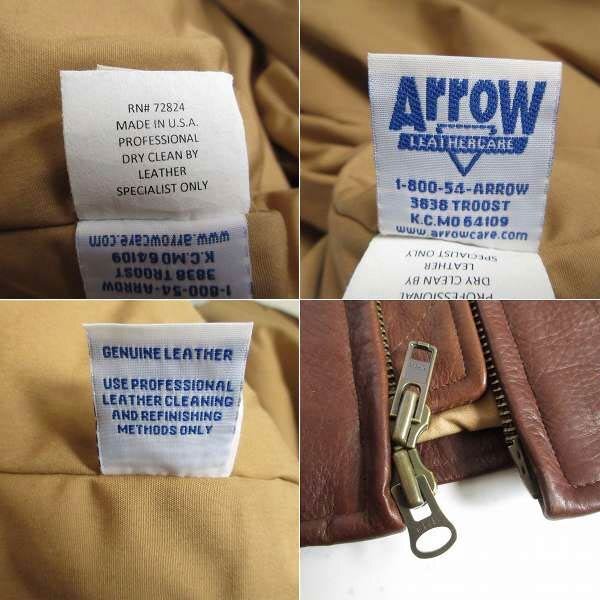 RN# 72824
MADE IN U.S.A.
PROFESSIONAL
DRY CLEAN BY
LEATHER
SPECIALIST ONLY
www.arrowcare.com
K.C.MO 64109
3838 TROOST
1-800-54-ARROW
Arrow
LEATHERCARE
1-800-54-ARROW
3838 TROOST
K.C.MO 64109
www.arrowcare.com
SPECIALIST ONLY
LEATHER
DRY CLEAN BY
PROFESSIONAL
GENUINE LEATHER
USE PROFESSIONAL
LEATHER CLEANING
AND REFINISHING
METHODS ONLY